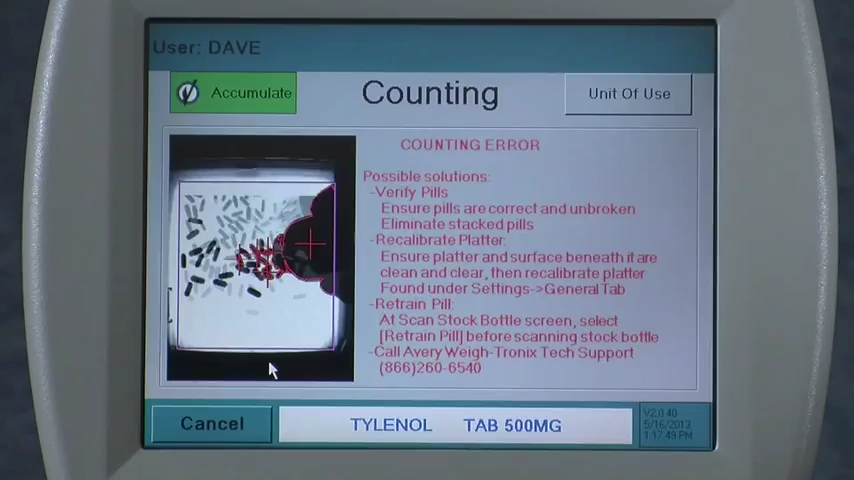 User: DAVE
Accumulate
Counting
Unit Of Use
COUNTING ERROR
Possible solutions:
-Verify Pills
Ensure pills are correct and unbroken
Eliminate stacked pills
-Recalibrate Platter:
Ensure platter and surface beneath it are
clean and clear, then recalibrate platter
Found under Settings->General Tab
-Retrain Pill:
At Scan Stock Bottle screen, select
[Retrain Pill] before scanning stock bottle
-Call Avery Weigh-Tronix Tech Support
(866)260-6540
Cancel
TYLENOL TAB 500MG
V2.0.40
5/16/2013
1:17:49 PM